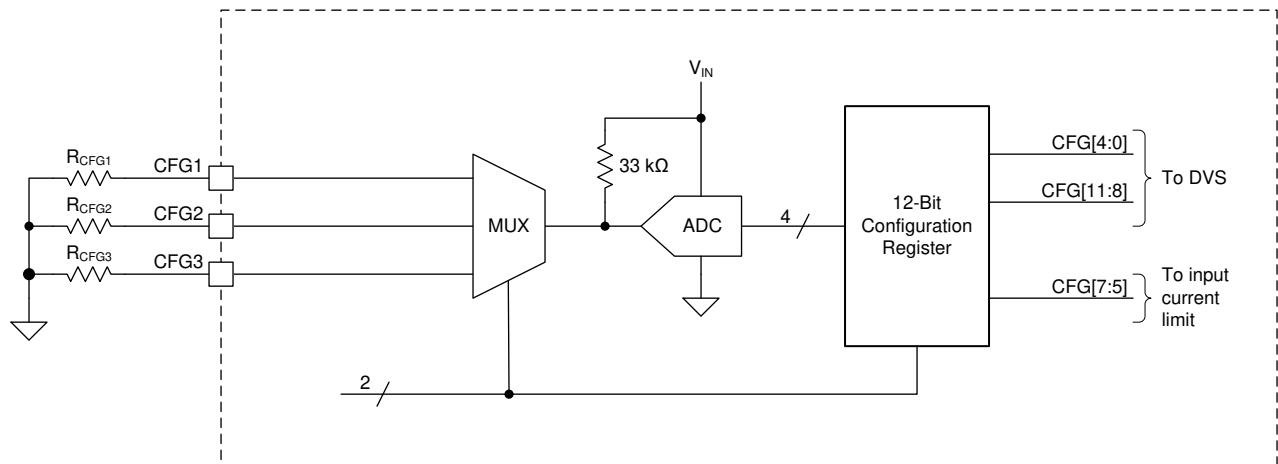 V_IN
R_CFG1
CFG1
33 kΩ
CFG[4:0]
To DVS
R_CFG2
CFG2
MUX
ADC
4
12-Bit
Configuration
Register
CFG[11:8]
R_CFG3
CFG3
CFG[7:5]
To input
current
limit
2